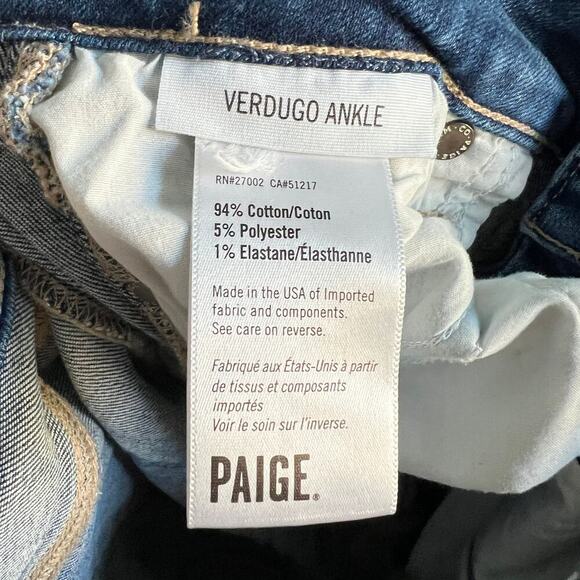 VERDUGO ANKLE
RN#27002 CA#51217
94% Cotton/Coton
5% Polyester
1% Elastane/Élasthanne
Made in the USA of Imported
fabric and components.
See care on reverse.
Fabriqué aux États-Unis à partir
de tissus et composants
importés
Voir le soin sur l'inverse.
PAIGE®